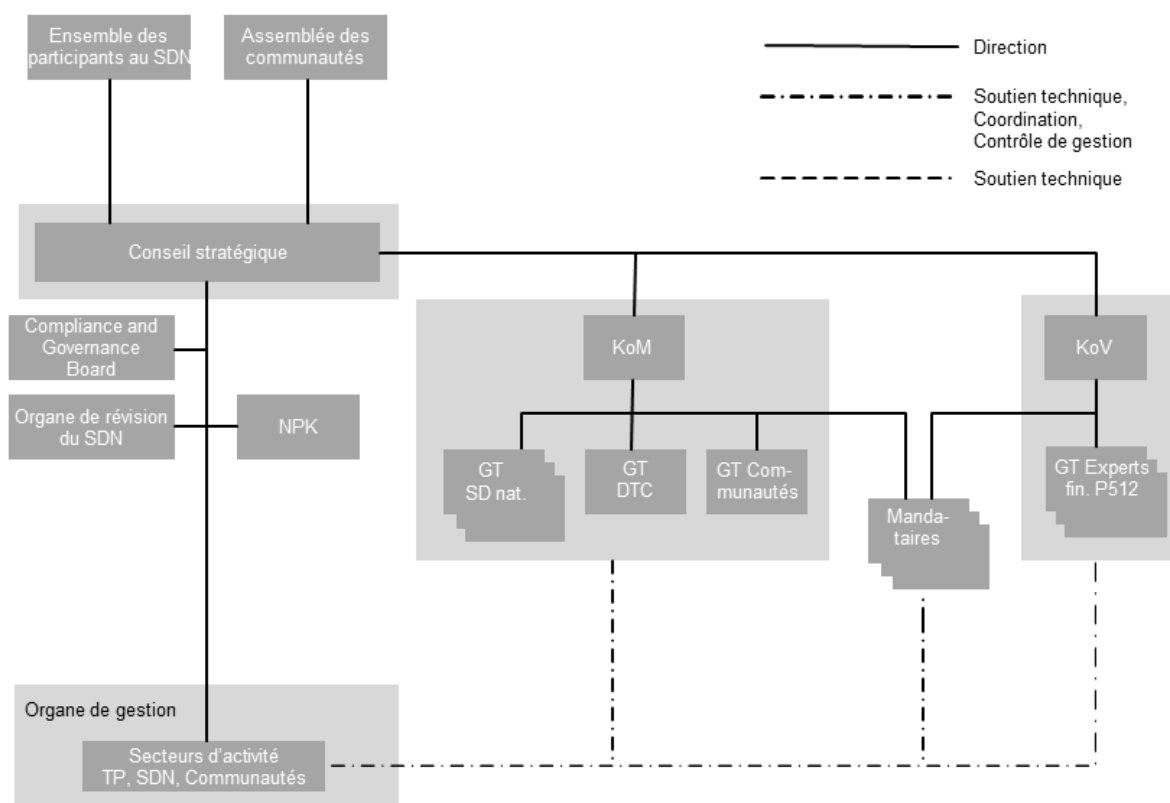 Ensemble des
participants au SDN
Assemblée des
communautés
Direction
Soutien technique,
Coordination,
Contrôle de gestion
Soutien technique
Conseil stratégique
Compliance and
Governance
Board
Organe de révision
du SDN
NPK
KoM
KoV
GT
SD nat.
GT
DTC
GT Com-
munautés
Manda-
taires
GT Experts
fin. P512
Organe de gestion
Secteurs d'activité
TP, SDN, Communautés